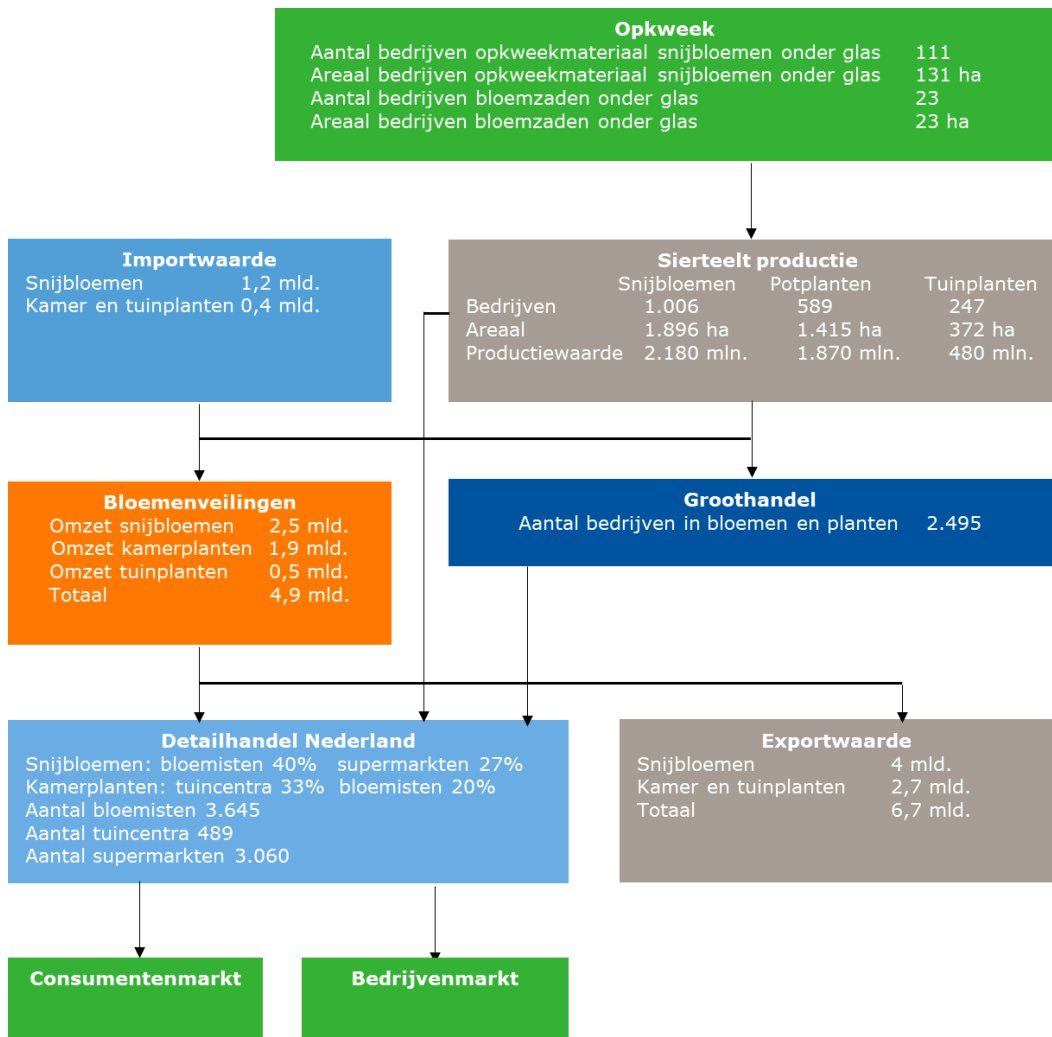 Opkweek
Aantal bedrijven opkweekmateriaal snijbloemen onder glas 111
Areaal bedrijven opkweekmateriaal snijbloemen onder glas 131 ha
Aantal bedrijven bloemzaden onder glas 23
Areaal bedrijven bloemzaden onder glas 23 ha
Importwaarde
Snijbloemen 1,2 mld.
Kamer en tuinplanten 0,4 mld.
Sierteelt productie
Snijbloemen Potplanten Tuinplanten
Bedrijven 1.006 589 247
Areaal 1.896 ha 1.415 ha 372 ha
Productiewaarde 2.180 mln. 1.870 mln. 480 mln.
Bloemenveilingen
Omzet snijbloemen 2,5 mld.
Omzet kamerplanten 1,9 mld.
Omzet tuinplanten 0,5 mld.
Totaal 4,9 mld.
Groothandel
Aantal bedrijven in bloemen en planten 2.495
Detailhandel Nederland
Snijbloemen: bloemisten 40% supermarkten 27%
Kamerplanten: tuincentra 33% bloemisten 20%
Aantal bloemisten 3.645
Aantal tuincentra 489
Aantal supermarkten 3.060
Exportwaarde
Snijbloemen 4 mld.
Kamer en tuinplanten 2,7 mld.
Totaal 6,7 mld.
Consumentenmarkt
Bedrijvenmarkt